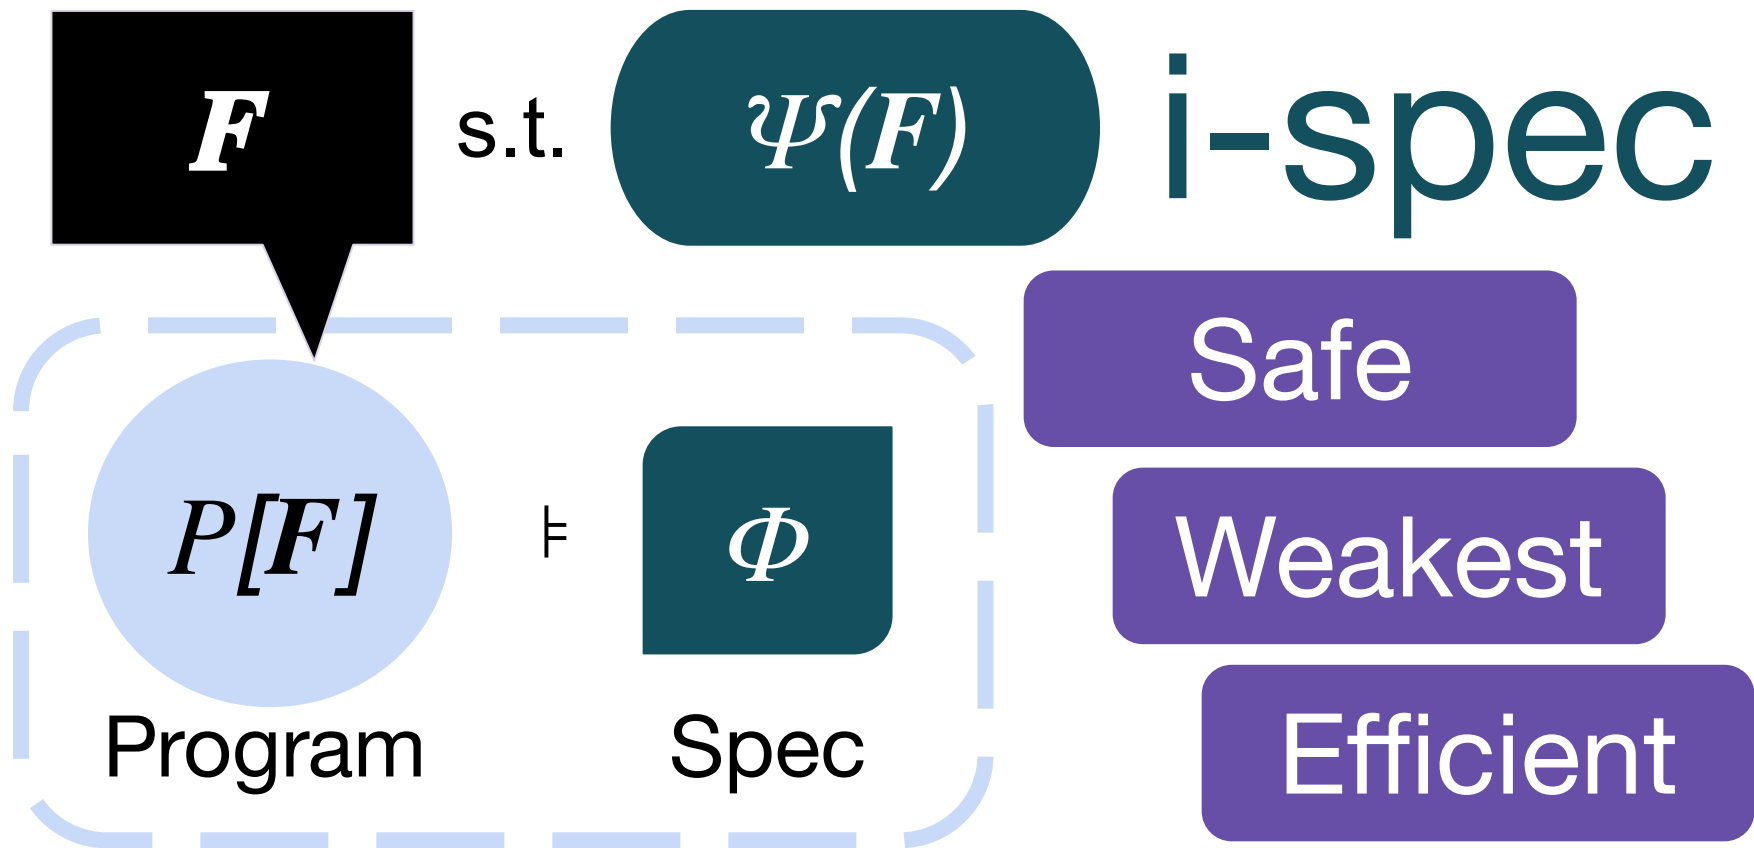 F s.t. Ψ(F) i-spec
Safe
P[F] ⊧ Φ
Weakest
Program Spec
Efficient